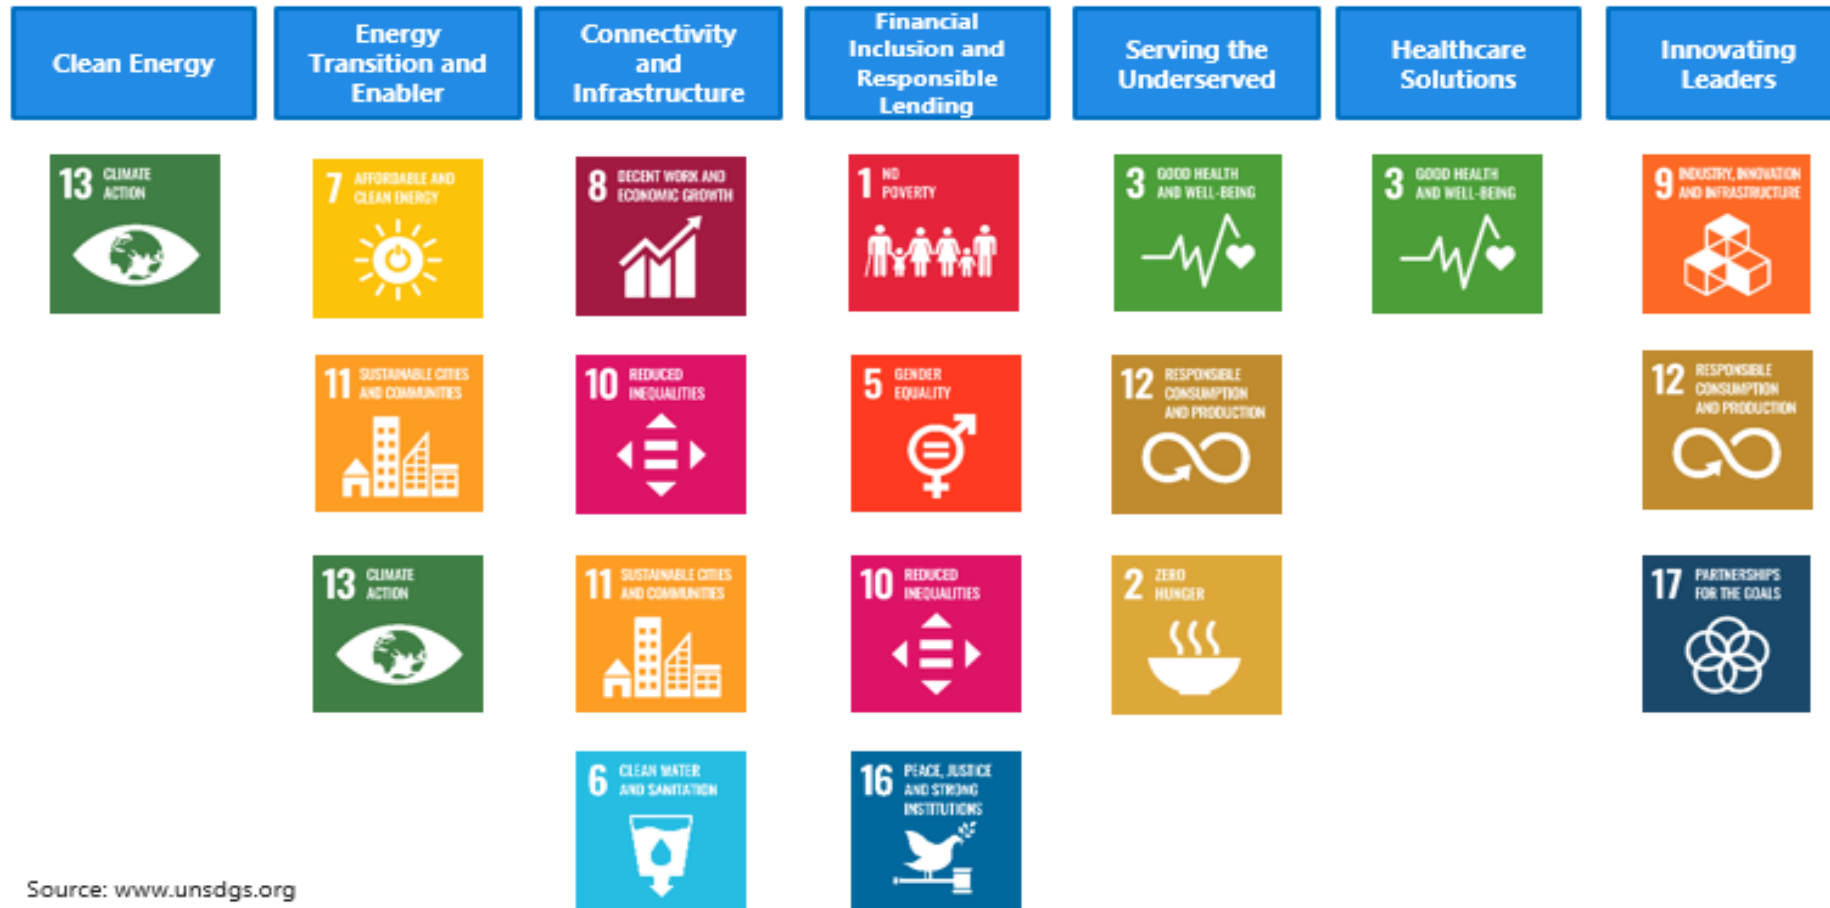 Clean Energy
Energy
Transition and
Enabler
Connectivity
and
Infrastructure
Financial
Inclusion and
Responsible
Lending
Serving the
Underserved
Healthcare
Solutions
Innovating
Leaders
13 CLIMATE
ACTION
7 AFFORDABLE AND
CLEAN ENERGY
8 DECENT WORK AND
ECONOMIC GROWTH
1 NO
POVERTY
3 GOOD HEALTH
AND WELL-BEING
3 GOOD HEALTH
AND WELL-BEING
9 INDUSTRY, INNOVATION
AND INFRASTRUCTURE
11 SUSTAINABLE CITIES
AND COMMUNITIES
10 REDUCED
INEQUALITIES
5 GENDER
EQUALITY
12 RESPONSIBLE
CONSUMPTION
AND PRODUCTION
12 RESPONSIBLE
CONSUMPTION
AND PRODUCTION
13 CLIMATE
ACTION
11 SUSTAINABLE CITIES
AND COMMUNITIES
10 REDUCED
INEQUALITIES
2 ZERO
HUNGER
17 PARTNERSHIPS
FOR THE GOALS
6 CLEAN WATER
AND SANITATION
16 PEACE, JUSTICE
AND STRONG
INSTITUTIONS
Source: www.unsdgs.org